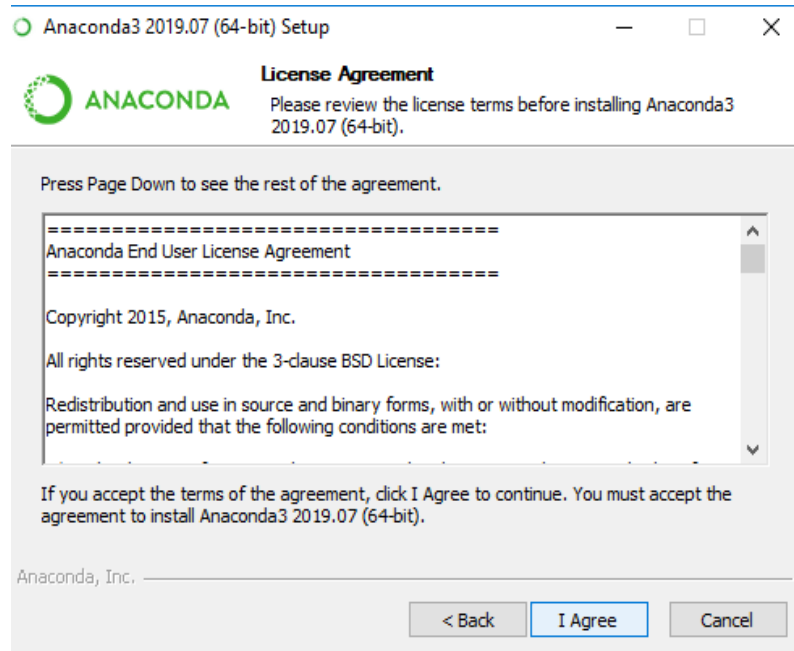 Anaconda3 2019.07 (64-bit) Setup
ANACONDA
License Agreement
Please review the license terms before installing Anaconda3
2019.07 (64-bit).
Press Page Down to see the rest of the agreement.
===================================
Anaconda End User License Agreement
===================================
Copyright 2015, Anaconda, Inc.
All rights reserved under the 3-clause BSD License:
Redistribution and use in source and binary forms, with or without modification, are
permitted provided that the following conditions are met:
If you accept the terms of the agreement, click I Agree to continue. You must accept the
agreement to install Anaconda3 2019.07 (64-bit).
Anaconda, Inc.
< Back
I Agree
Cancel